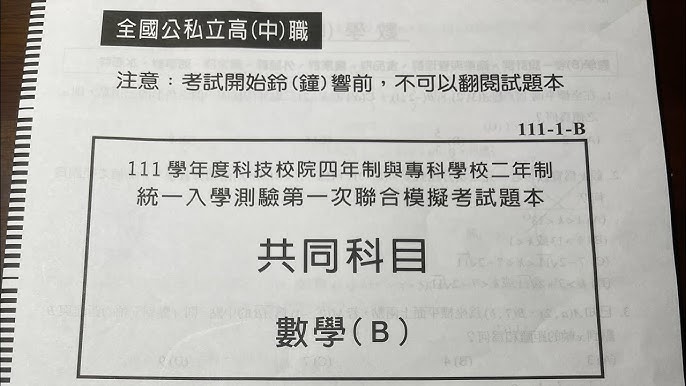 全國公私立高(中)職
注意：考試開始鈴(鐘)響前，不可以翻閱試題本
111-1-B
111 學年度科技校院四年制與專科學校二年制
統一入學測驗第一次聯合模擬考試題本
共同科目
數學(B)